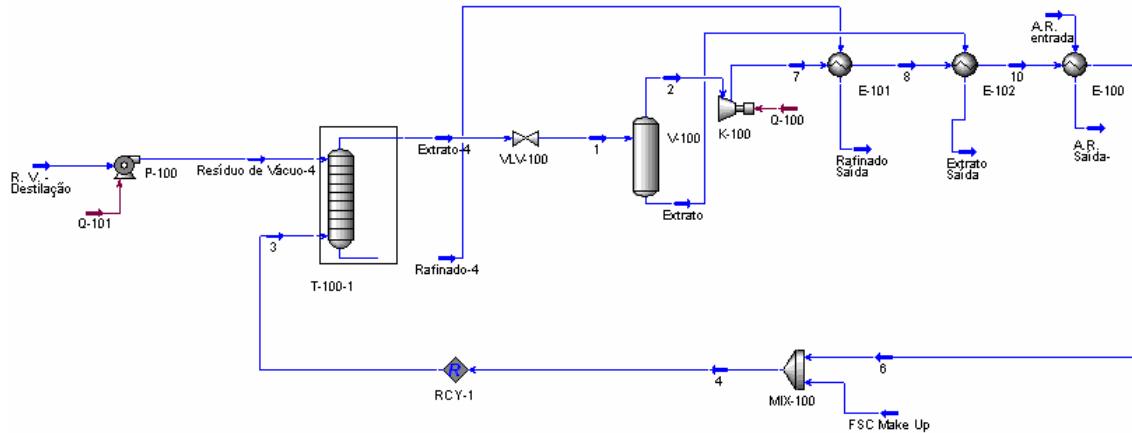 A.R.
entrada
2
7
8
10
E-101
E-102
E-100
K-100
Q-100
Extrato-4
V-100
VLV-100
1
R. V. -
Destilação
P-100
Resíduo de Vácuo-4
Rafinado
Saída
Extrato
Saída
A.R.
Saída-
Q-101
Extrato
3
Rafinado-4
T-100-1
6
R
4
RCY-1
MIX-100
FSC Make Up